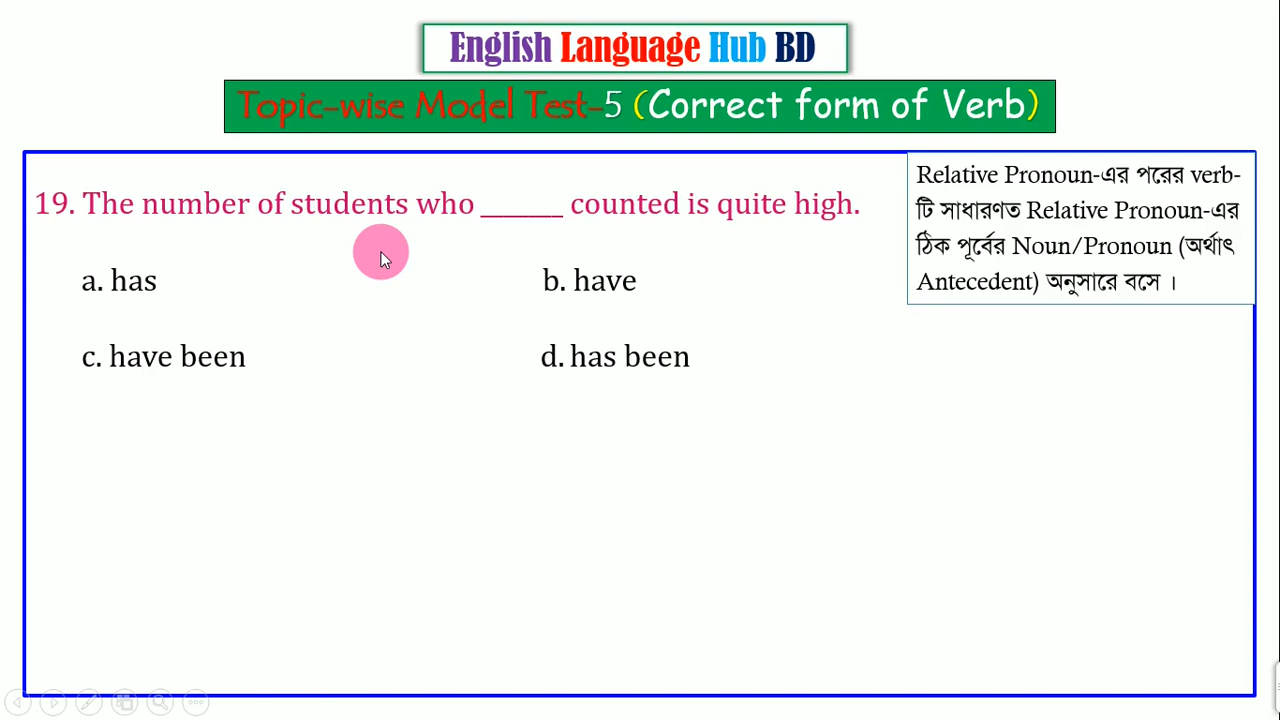 English Language Hub BD
Topic-wise Model Test-5 (Correct form of Verb)
19. The number of students who _______ counted is quite high.
Relative Pronoun-এর পরের verb-
টি সাধারণত Relative Pronoun-এর
ঠিক পূর্বের Noun/Pronoun (অর্থাৎ
Antecedent) অনুসারে বসে ।
a. has
b. have
c. have been
d. has been